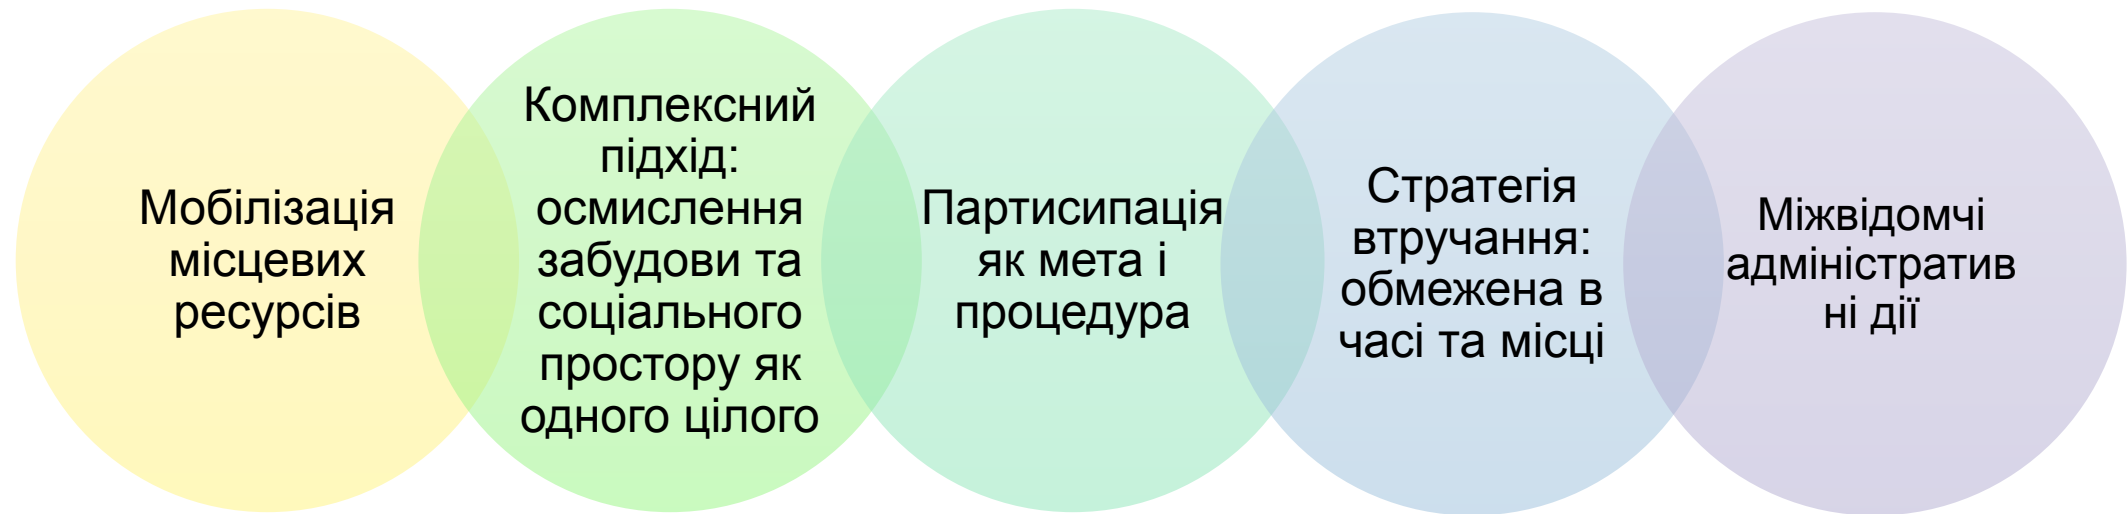 Мобілізація
місцевих
ресурсів
Комплексний
підхід:
осмислення
забудови та
соціального
простору як
одного цілого
Партисипація
як мета і
процедура
Стратегія
втручання:
обмежена в
часі та місці
Міжвідомчі
адміністратив
ні дії